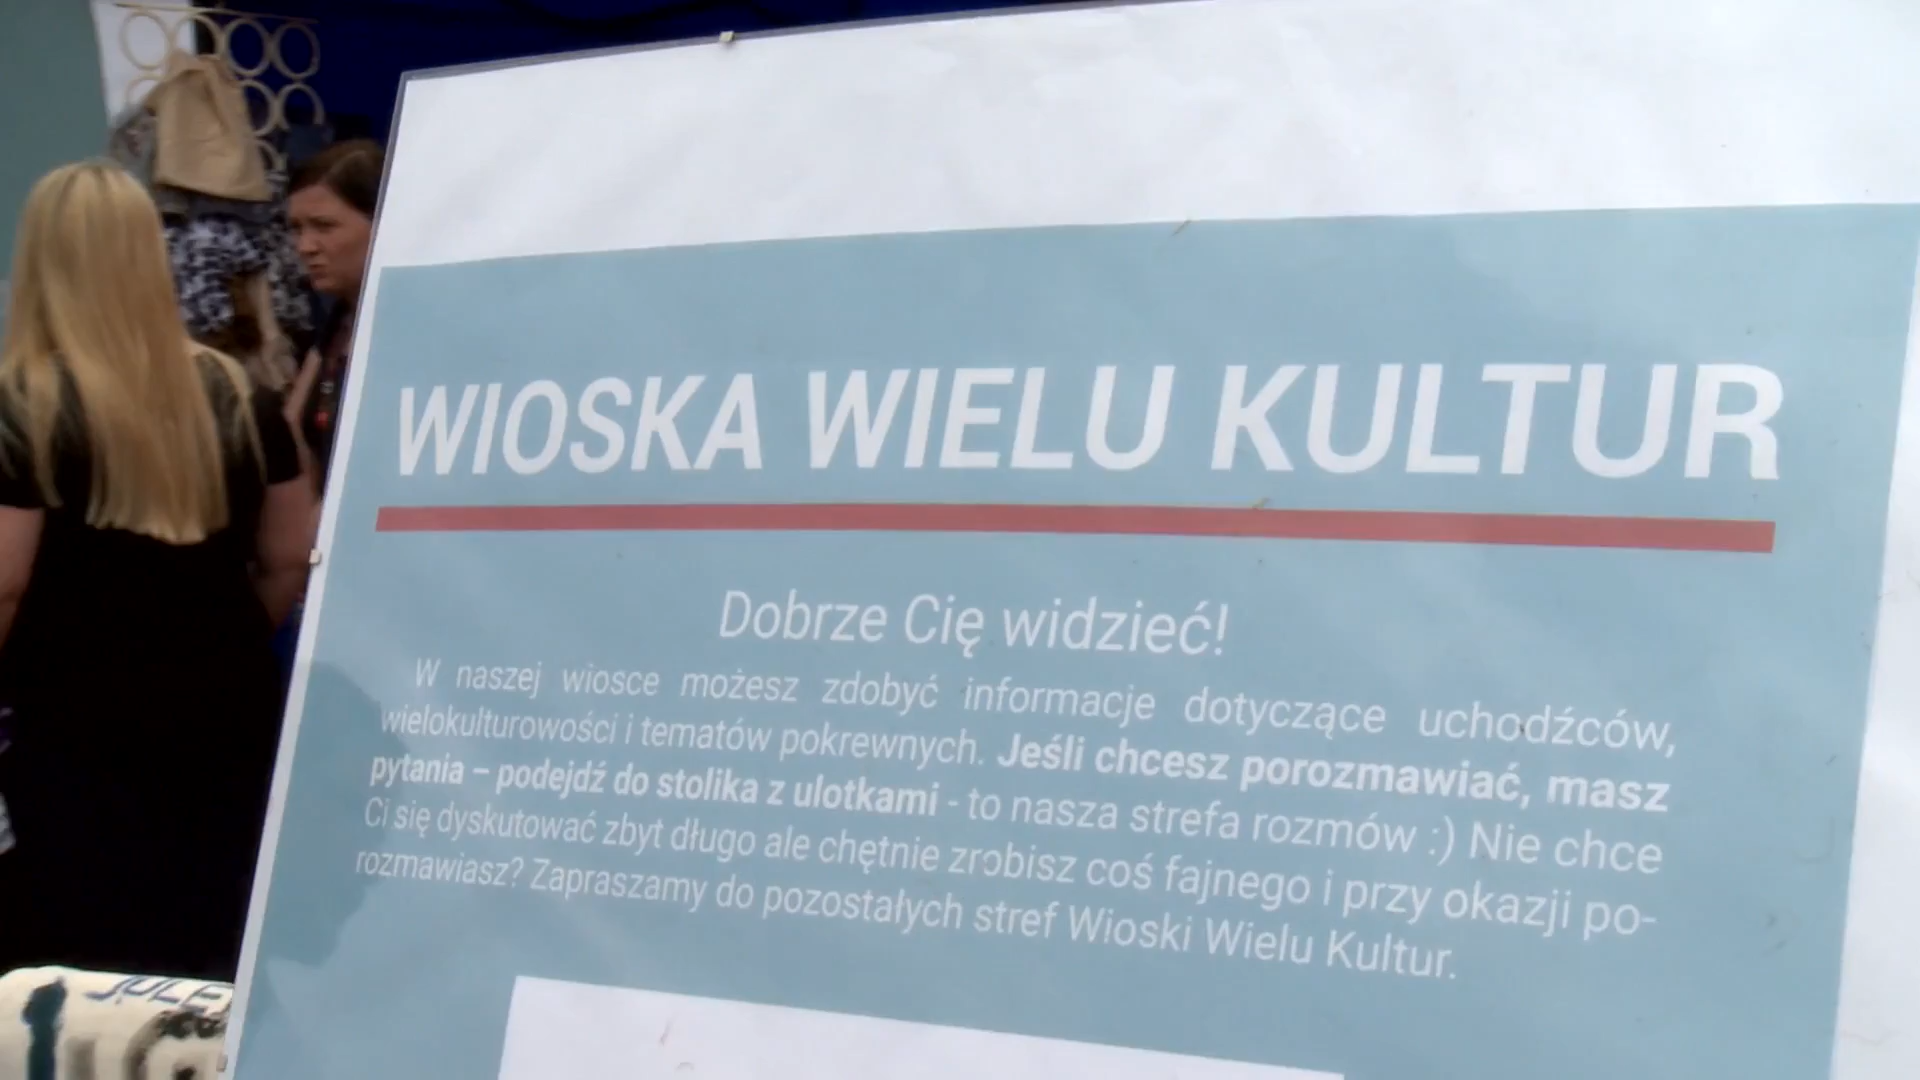 WIOSKA WIELU KULTUR
Dobrze Cię widzieć!
W naszej wiosce możesz zdobyć informacje dotyczące uchodźców,
wielokulturowości i tematów pokrewnych. Jeśli chcesz porozmawiać, masz
pytania – podejdź do stolika z ulotkami - to nasza strefa rozmów :) Nie chce
Ci się dyskutować zbyt długo ale chętnie zrobisz coś fajnego i przy okazji po-
rozmawiasz? Zapraszamy do pozostałych stref Wioski Wielu Kultur.